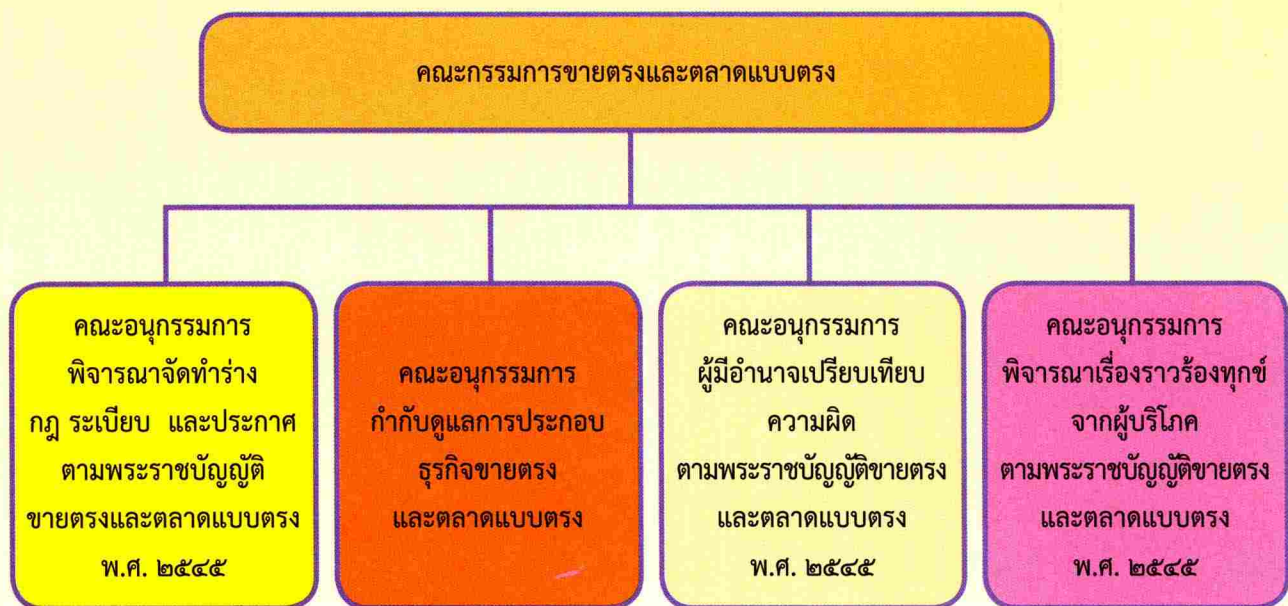 คณะกรรมการขายตรงและตลาดแบบตรง
คณะอนุกรรมการ
พิจารณาจัดทำร่าง
กฎ ระเบียบ และประกาศ
ตามพระราชบัญญัติ
ขายตรงและตลาดแบบตรง
พ.ศ. ๒๕๔๕
คณะอนุกรรมการ
กำกับดูแลการประกอบ
ธุรกิจขายตรง
และตลาดแบบตรง
คณะอนุกรรมการ
ผู้มีอำนาจเปรียบเทียบ
ความผิด
ตามพระราชบัญญัติขายตรง
และตลาดแบบตรง
พ.ศ. ๒๕๔๕
คณะอนุกรรมการ
พิจารณาเรื่องราวร้องทุกข์
จากผู้บริโภค
ตามพระราชบัญญัติขายตรง
และตลาดแบบตรง
พ.ศ. ๒๕๔๕